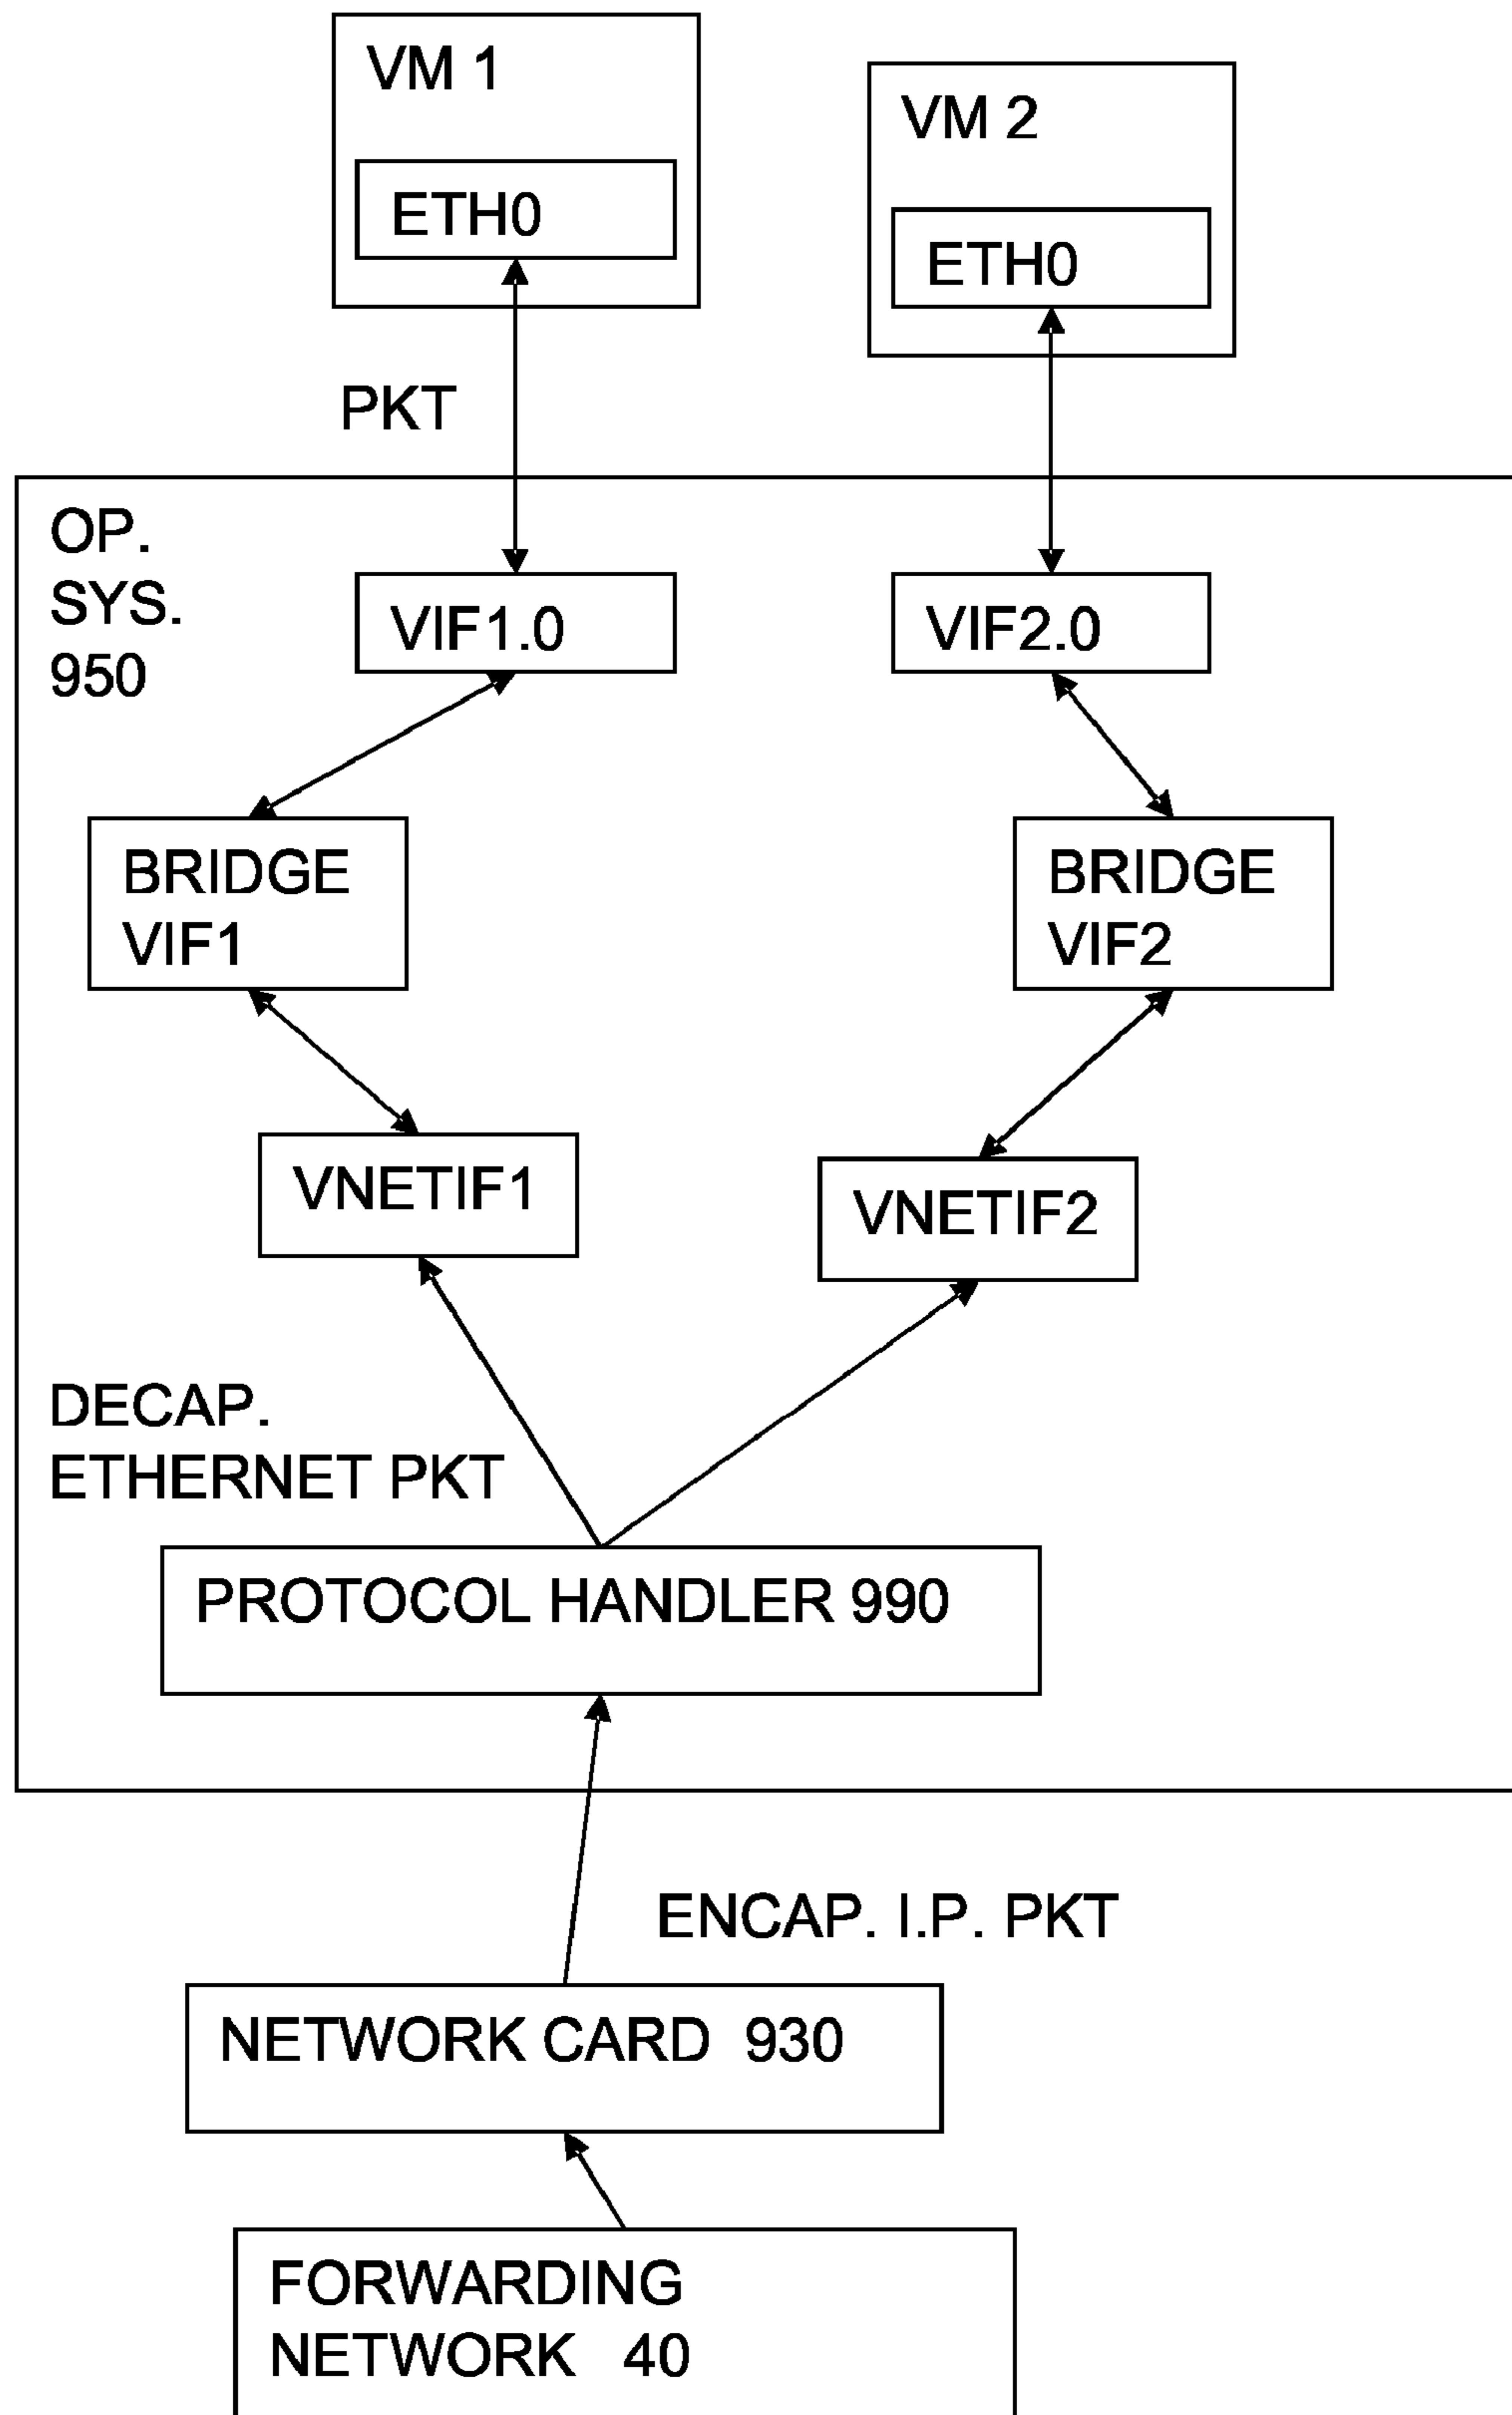 VM 1
ETH0
VM 2
ETH0
PKT
OP.
SYS.
950
VIF1.0
VIF2.0
BRIDGE
VIF1
BRIDGE
VIF2
VNETIF1
VNETIF2
DECAP.
ETHERNET PKT
PROTOCOL HANDLER 990
ENCAP. I.P. PKT
NETWORK CARD 930
FORWARDING
NETWORK 40